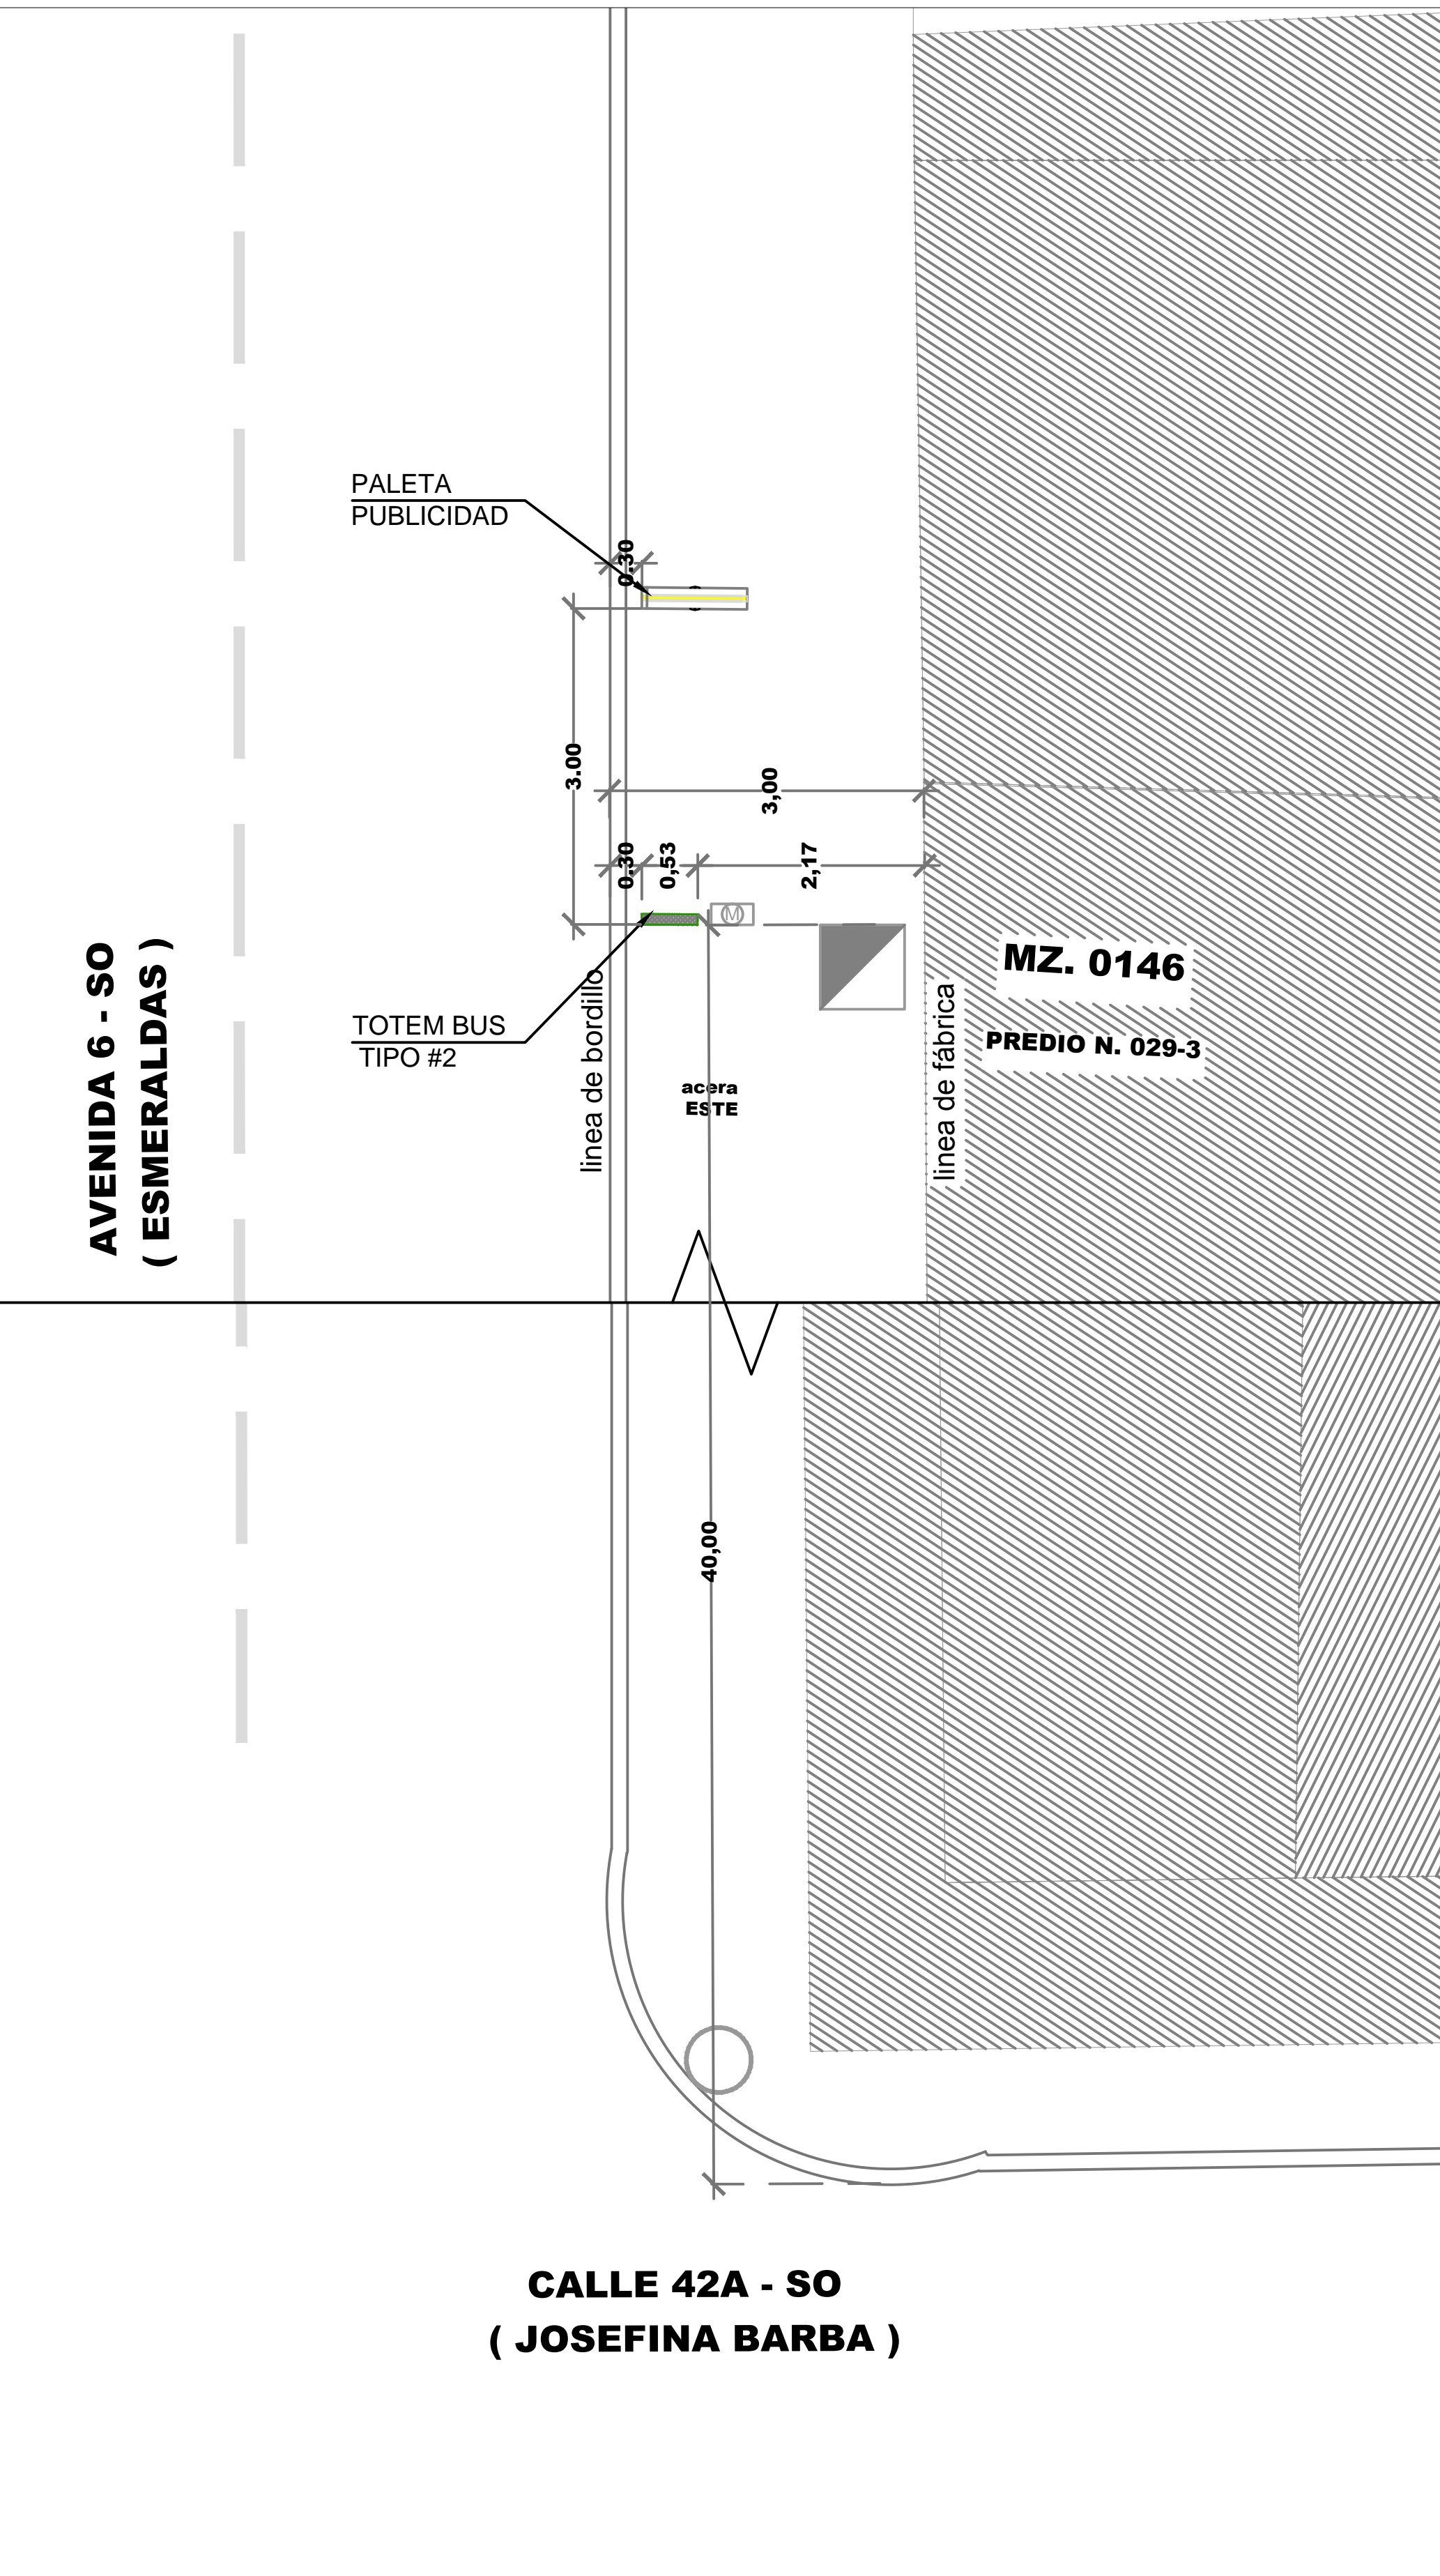 PALETA
PUBLICIDAD
0.30
3.00
3,00
0.30
0,53
2,17
M
MZ. 0146
PREDIO N. 029-3
TOTEM BUS
TIPO #2
linea de bordillo
linea de fábrica
acera
ESTE
AVENIDA 6 - SO
( ESMERALDAS )
40,00
CALLE 42A - SO
( JOSEFINA BARBA )